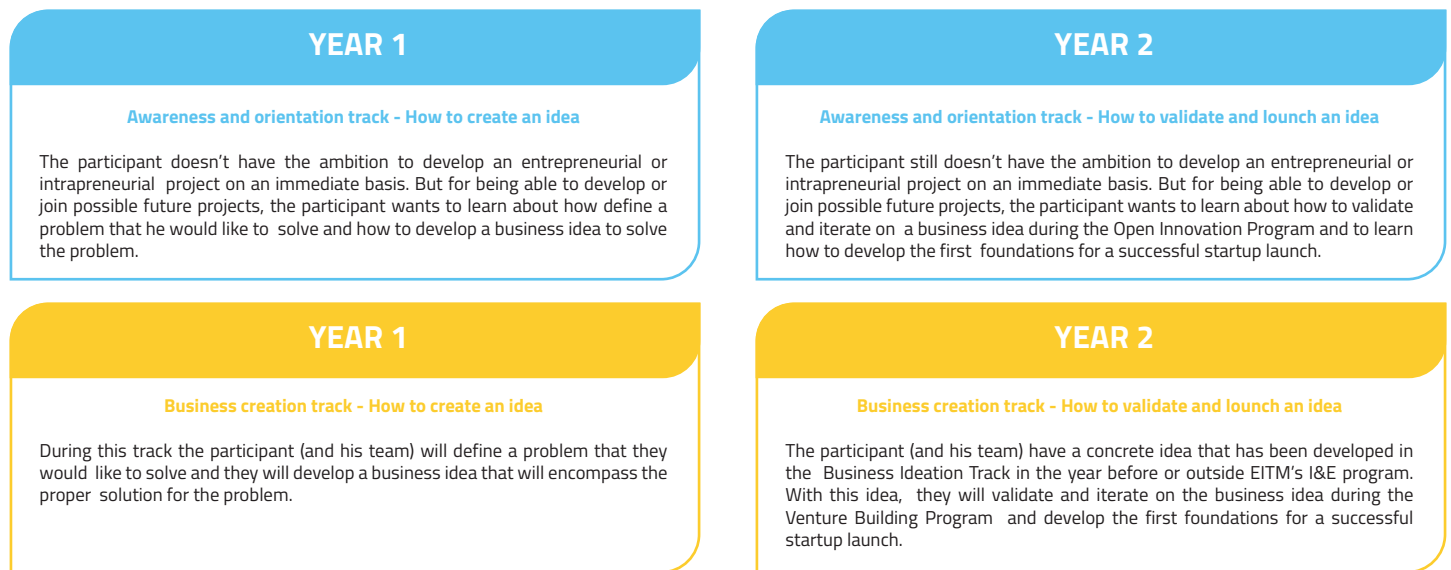 YEAR 1
Awareness and orientation track - How to create an idea
The participant doesn't have the ambition to develop an entrepreneurial or
intrapreneurial project on an immediate basis. But for being able to develop or
join possible future projects, the participant wants to learn about how define a
problem that he would like to solve and how to develop a business idea to solve
the problem.
YEAR 2
Awareness and orientation track - How to validate and lounch an idea
The participant still doesn't have the ambition to develop an entrepreneurial or
intrapreneurial project on an immediate basis. But for being able to develop or
join possible future projects, the participant wants to learn about how to validate
and iterate on a business idea during the Open Innovation Program and to learn
how to develop the first foundations for a successful startup launch.
YEAR 1
Business creation track - How to create an idea
During this track the participant (and his team) will define a problem that they
would like to solve and they will develop a business idea that will encompass the
proper solution for the problem.
YEAR 2
Business creation track - How to validate and lounch an idea
The participant (and his team) have a concrete idea that has been developed in
the Business Ideation Track in the year before or outside EITM's I&E program.
With this idea, they will validate and iterate on the business idea during the
Venture Building Program and develop the first foundations for a successful
startup launch.